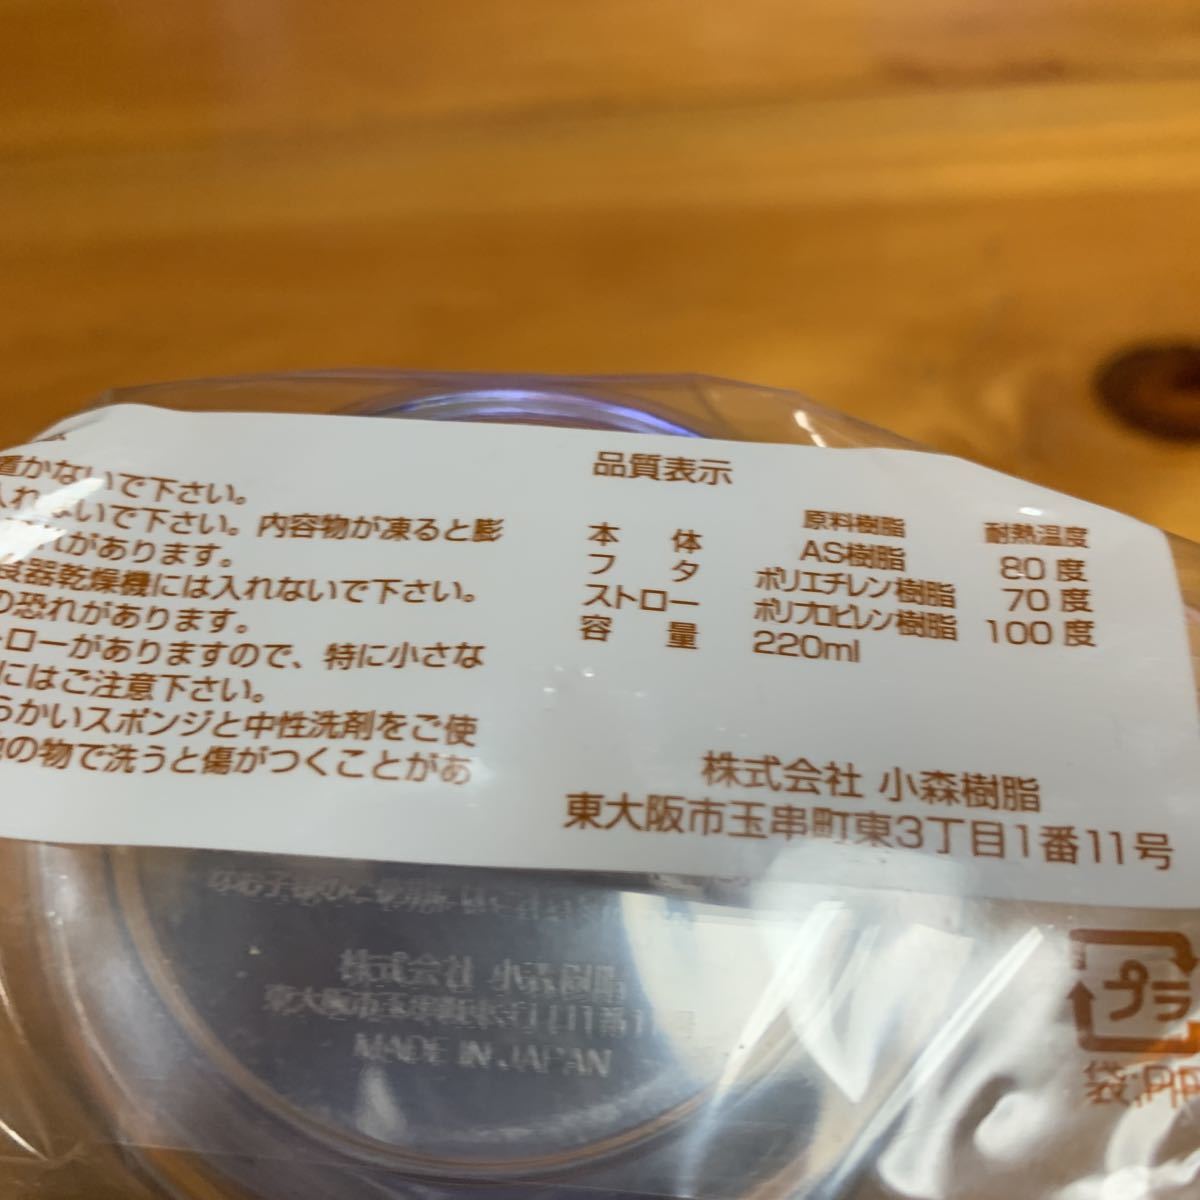 置かないで下さい。
入れないで下さい。内容物が凍ると膨
れがあります。
食器乾燥機には入れないで下さい。
の恐れがあります。
トローがありますので、特に小さな
にはご注意下さい。
らかいスポンジと中性洗剤をご使
の物で洗うと傷がつくことがあ
品質表示
原料樹脂 耐熱温度
本体 AS樹脂 80度
フタ ポリエチレン樹脂 70度
ストロー ポリプロピレン樹脂 100度
容量 220ml
株式会社 小森樹脂
東大阪市玉串町東3丁目1番11号
株式会社 小森樹脂
MADE IN JAPAN
プラ
袋:PP